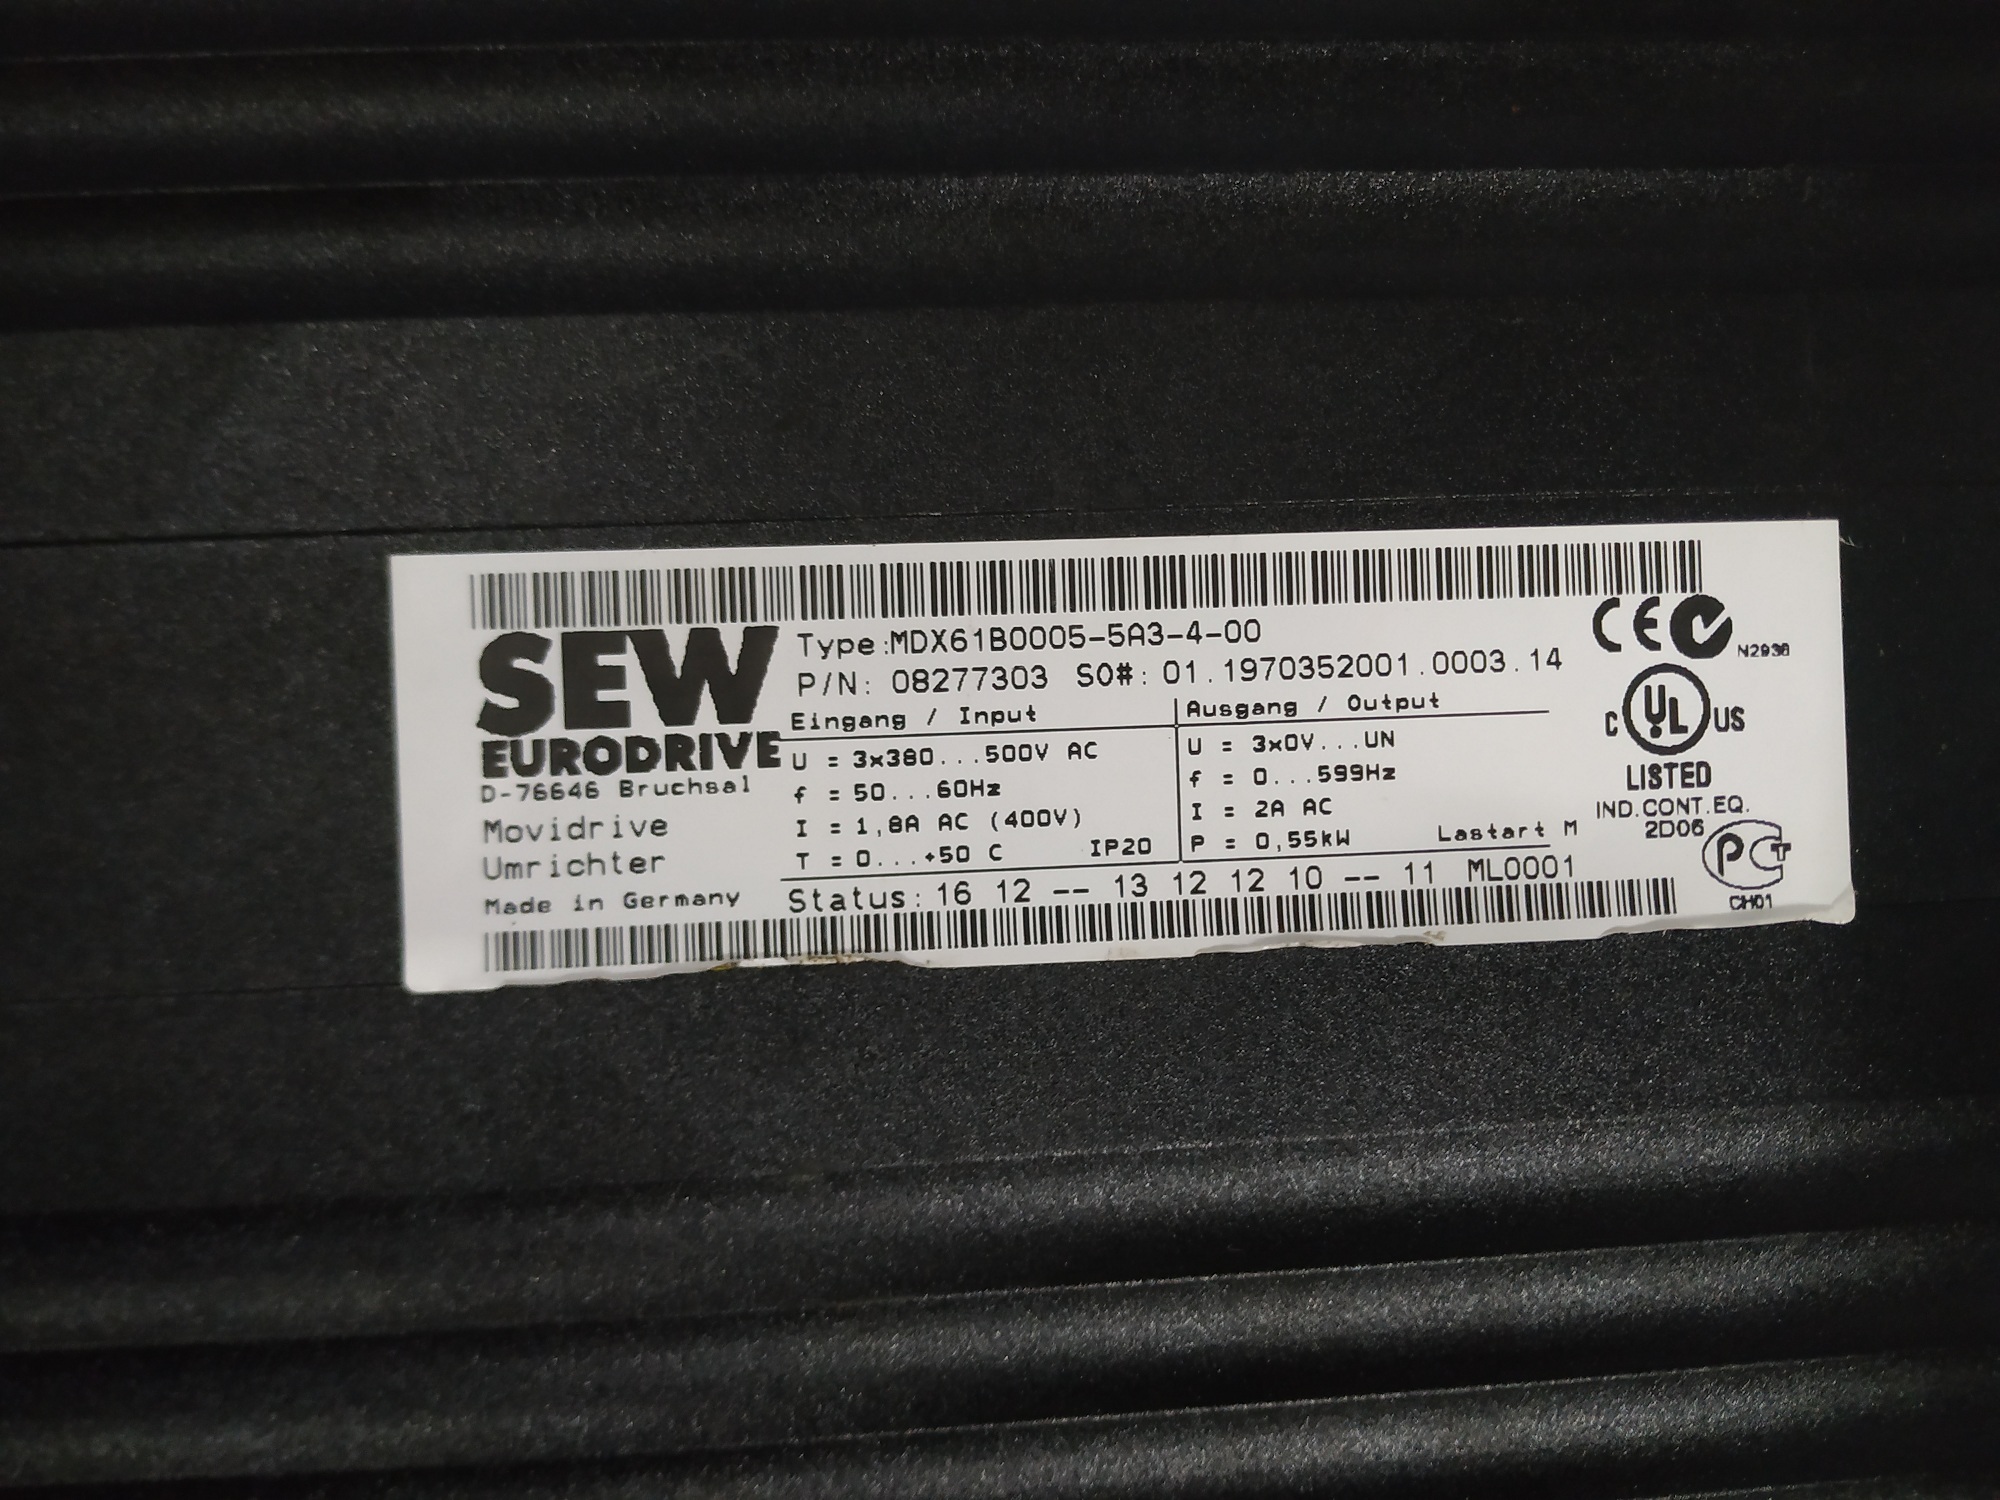 SEW
EURODRIVE
D-76646 Bruchsal
Movidrive
Umrichter
Made in Germany
Type:MDX61B0005-5A3-4-00
P/N: 08277303 SO#: 01.1970352001.0003.14
Eingang / Input
U = 3x380...500V AC
f = 50...60Hz
I = 1,8A AC (400V)
T = 0...+50 C IP20
Ausgang / Output
U = 3x0V...UN
f = 0...599Hz
I = 2A AC
P = 0,55kW Lastart M
Status: 16 12 -- 13 12 12 10 -- 11 ML0001
CE
N2936
C UL US
LISTED
IND.CONT.EQ.
2D06
PCT
CH01